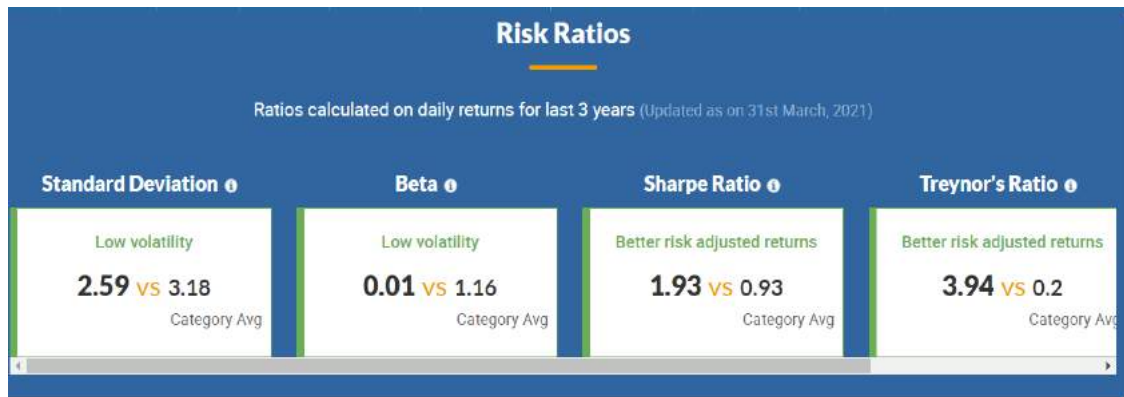 Risk Ratios
Ratios calculated on daily returns for last 3 years (Updated as on 31st March, 2021)
Standard Deviation
Low volatility
2.59 vs 3.18
Category Avg
Beta
Low volatility
0.01 vs 1.16
Category Avg
Sharpe Ratio
Better risk adjusted returns
1.93 vs 0.93
Category Avg
Treynor's Ratio
Better risk adjusted returns
3.94 vs 0.2
Category Avg